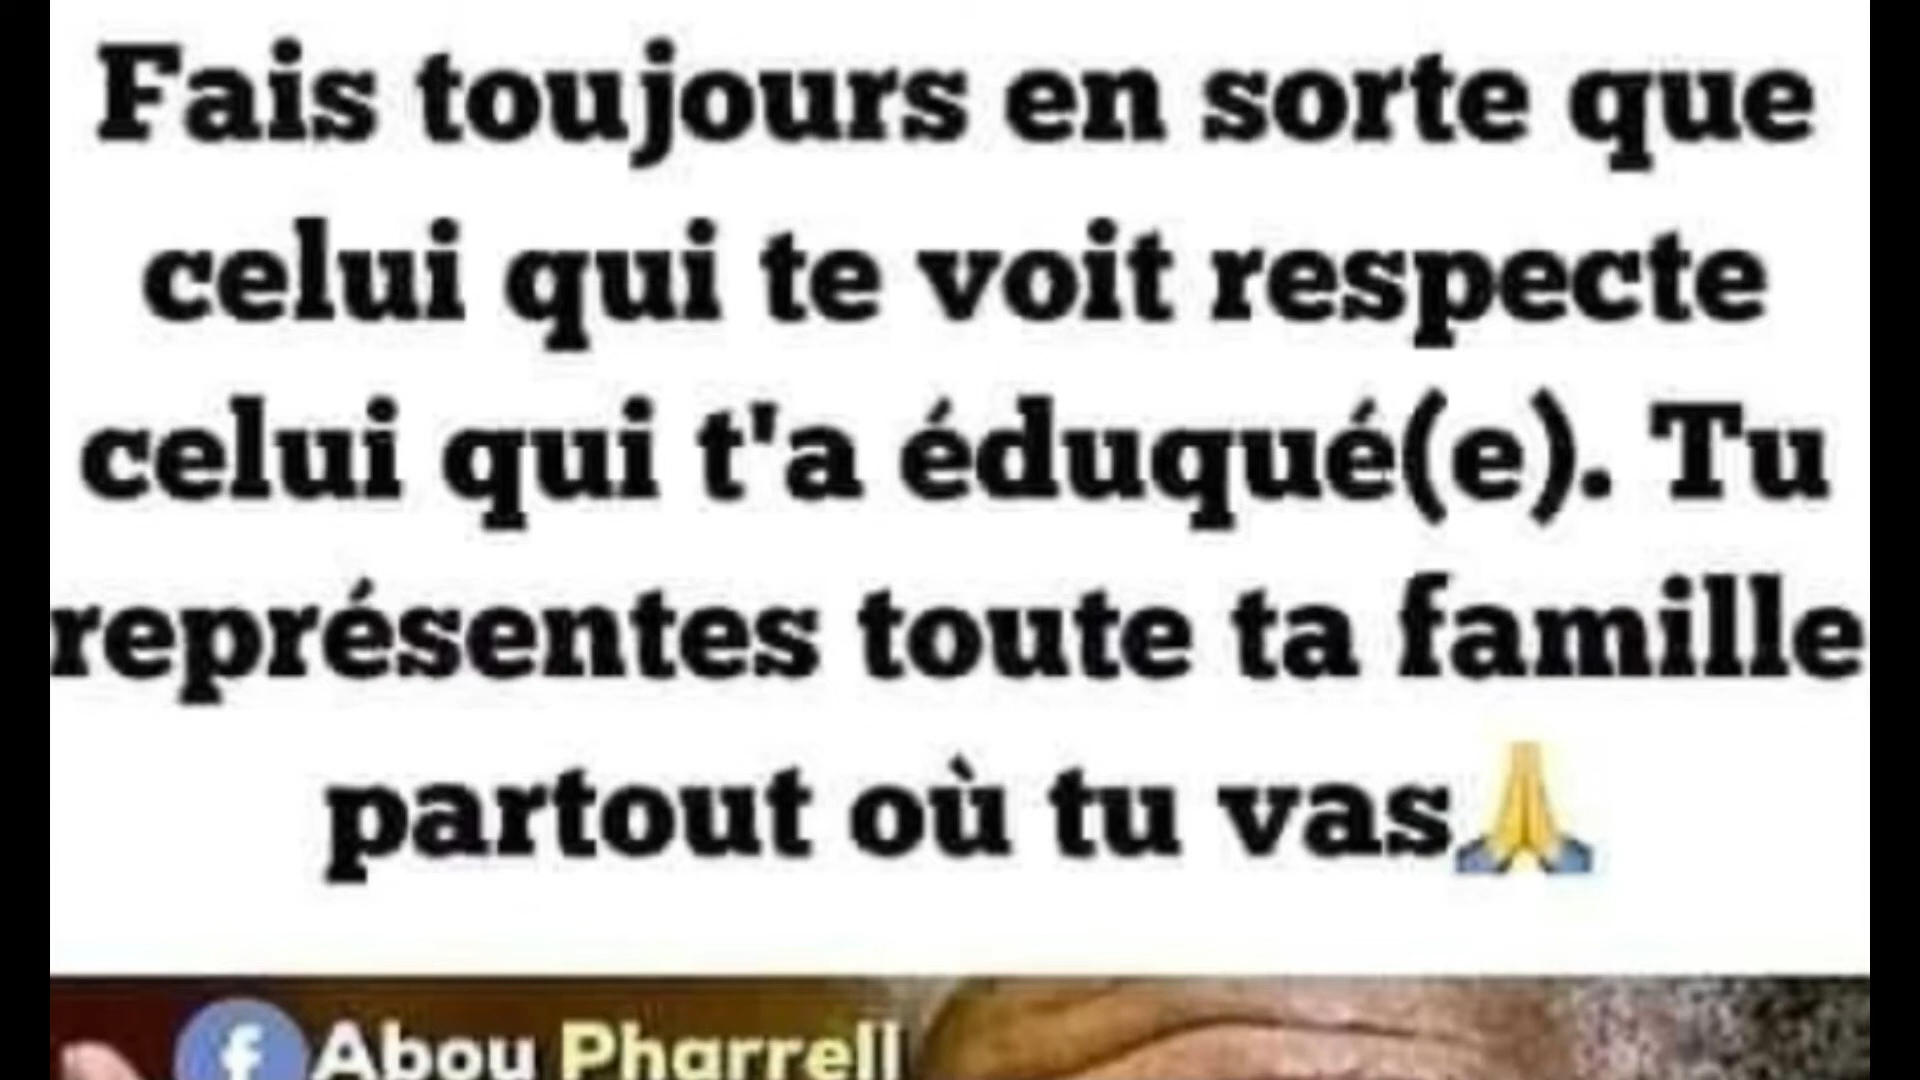 Fais toujours en sorte que
celui qui te voit respecte
celui qui t'a éduqué(e). Tu
représentes toute ta famille
partout où tu vas🙏
Abou Pharrell